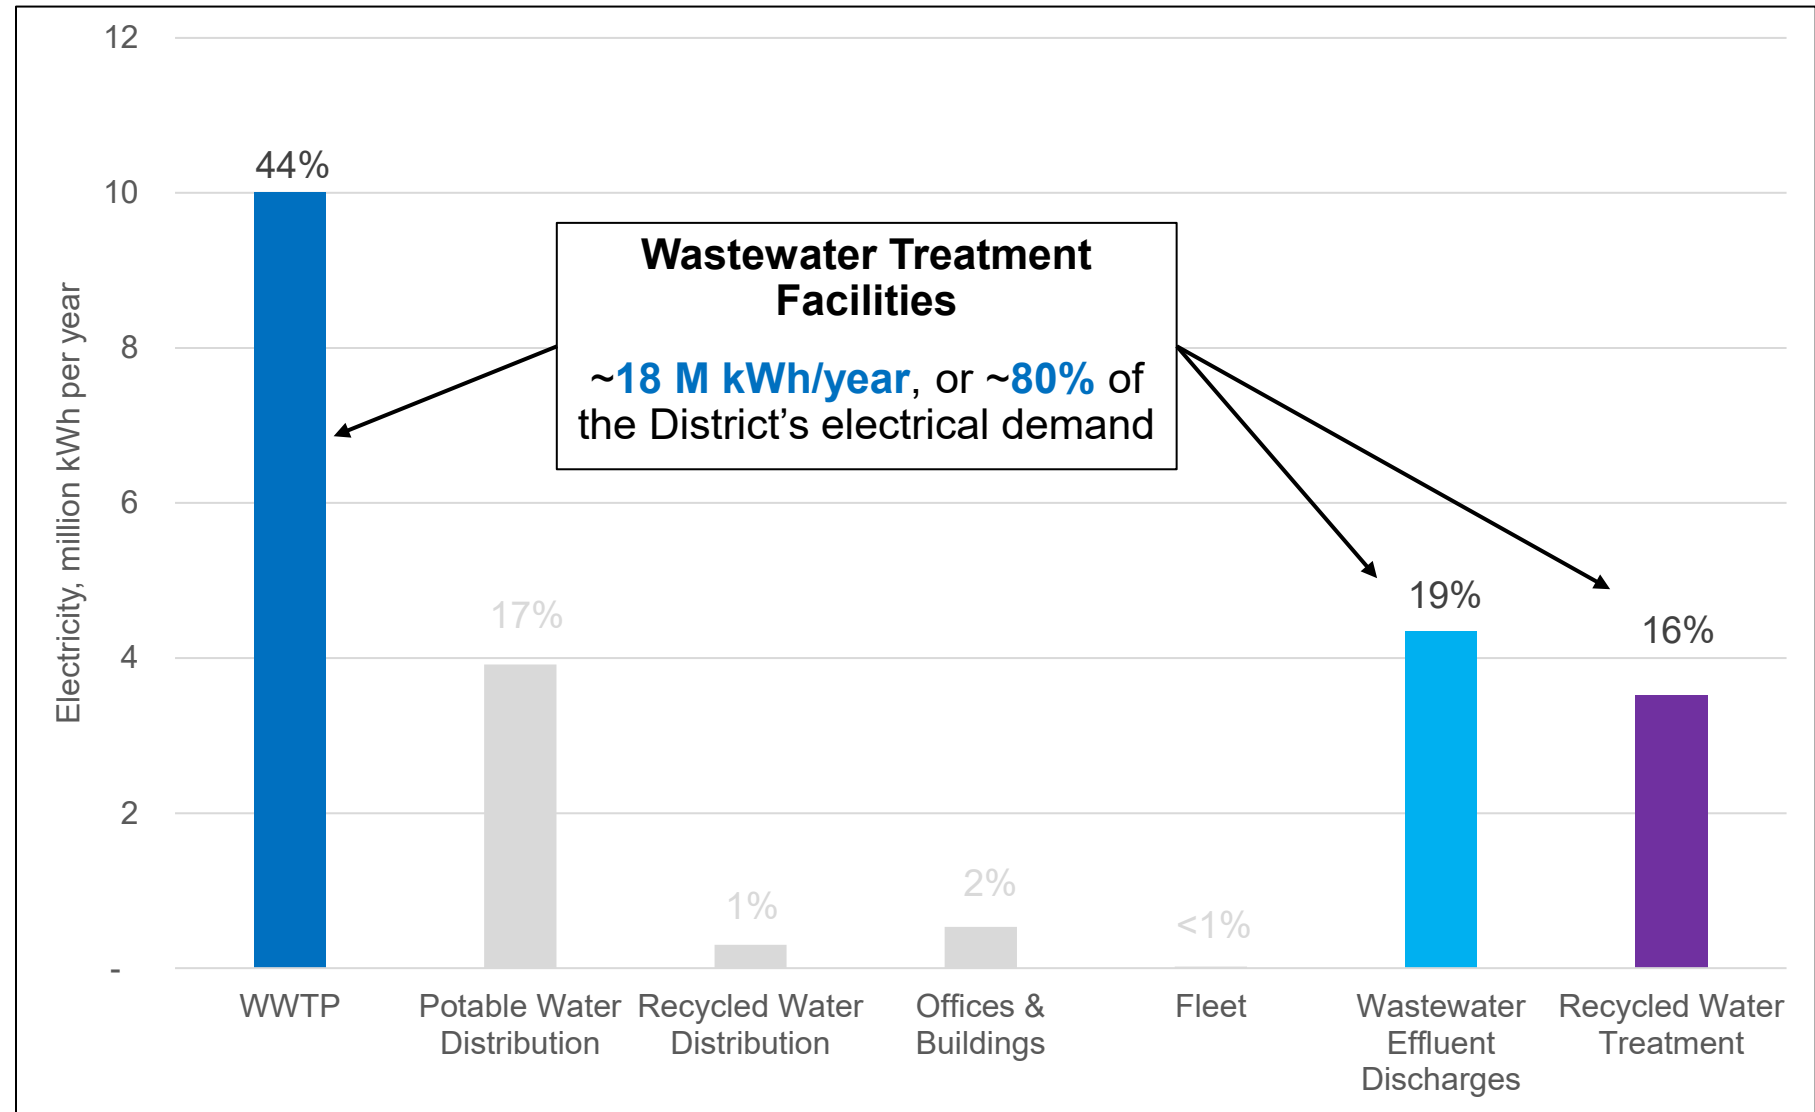 12
10
8
6
4
2
-
Electricity, million kWh per year
44%
17%
1%
2%
<1%
19%
16%
Wastewater Treatment
Facilities
~18 M kWh/year, or ~80% of
the District’s electrical demand
WWTP
Potable Water
Distribution
Recycled Water
Distribution
Offices &
Buildings
Fleet
Wastewater
Effluent
Discharges
Recycled Water
Treatment